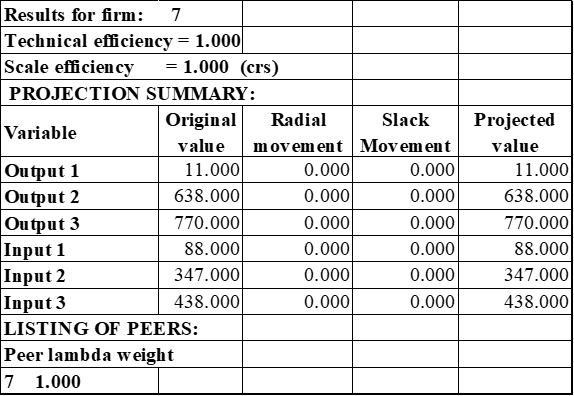 Results for firm: 7
Technical efficiency = 1.000
Scale efficiency = 1.000 (crs)
PROJECTION SUMMARY:
Variable Original value Radial movement Slack Movement Projected value
Output 1 11.000 0.000 0.000 11.000
Output 2 638.000 0.000 0.000 638.000
Output 3 770.000 0.000 0.000 770.000
Input 1 88.000 0.000 0.000 88.000
Input 2 347.000 0.000 0.000 347.000
Input 3 438.000 0.000 0.000 438.000
LISTING OF PEERS:
Peer lambda weight
7 1.000